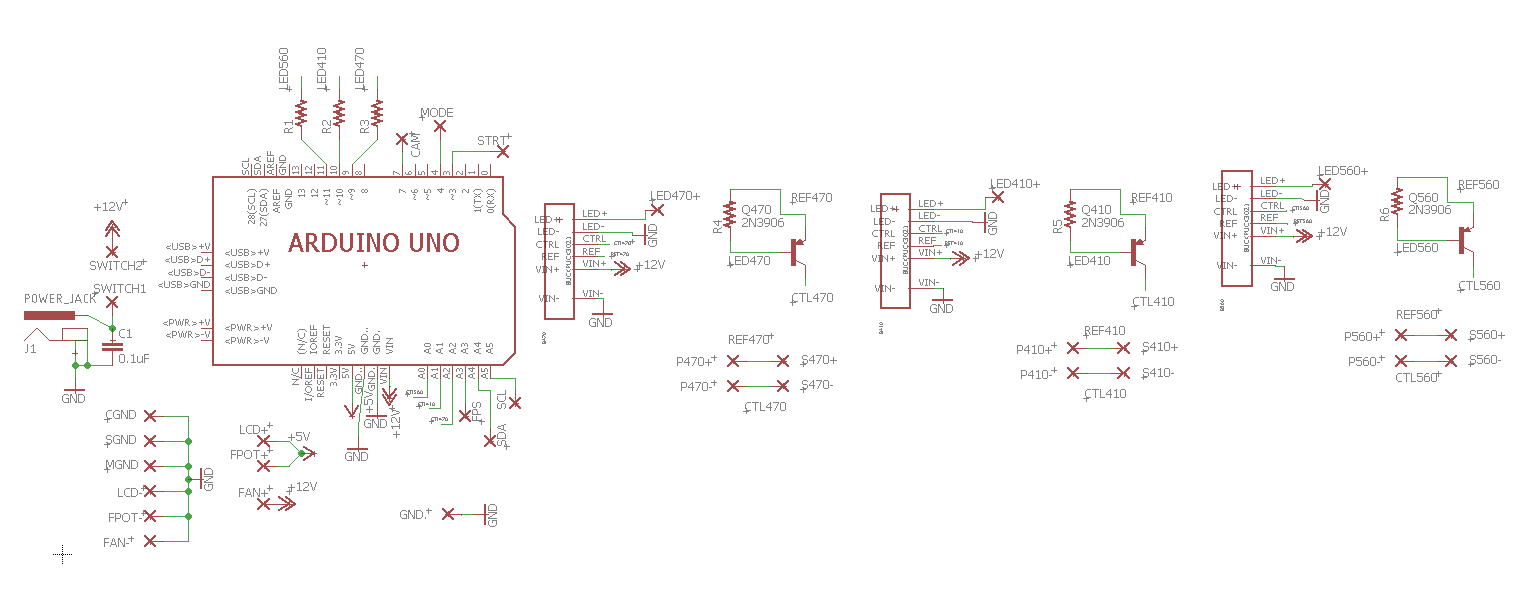 LED560
LED410
LED470
R1
R2
R3
MODE
CAM
STRT
SCL
SDA
AREF
GND
13
12
11
10
9
8
7
6
5
4
3
2
1
0
28(SCL)
27(SDA)
AREF
GND
13
12
~11
~10
~9
8
7
~6
~5
4
~3
2
1(TX)
0(RX)
ARDUINO UNO
+12V
SWITCH2
SWITCH1
POWER_JACK
J1
C1
0.1uF
GND
<USB>+V
<USB>D+
<USB>D-
<USB>GND
<PWR>+V
<PWR>-V
<USB>+V
<USB>D+
<USB>D-
<USB>GND
<PWR>+V
<PWR>-V
(N/C)
IOREF
RESET
3.3V
5V
GND..
GND.
VIN
A0
A1
A2
A3
A4
A5
N/C
I/OREF
RESET
3.3V
5V
GND..
GND.
VIN
A0
A1
A2
A3
A4
A5
+5V
GND
GND
+12V
FPS
SDA
SCL
CGND
SGND
MGND
LCD-
FPOT-
FAN-
GND
LCD+
FPOT+
+5V
FAN+
+12V
GND.
GND
LED+
LED-
CTRL
REF
VIN+
VIN-
LED+
LED-
CTRL
REF
VIN+
VIN-
LED470+
GND
+12V
GND
R4
Q470
2N3906
REF470
LED470
CTL470
REF470
P470+
S470+
P470-
S470-
CTL470
LED+
LED-
CTRL
REF
VIN+
VIN-
LED+
LED-
CTRL
REF
VIN+
VIN-
LED410+
GND
+12V
GND
R5
Q410
2N3906
REF410
LED410
CTL410
REF410
P410+
S410+
P410-
S410-
CTL410
LED+
LED-
CTRL
REF
VIN+
VIN-
LED+
LED-
CTRL
REF
VIN+
VIN-
LED560+
GND
+12V
GND
R6
Q560
2N3906
REF560
LED560
CTL560
REF560
P560+
S560+
P560-
S560-
CTL560